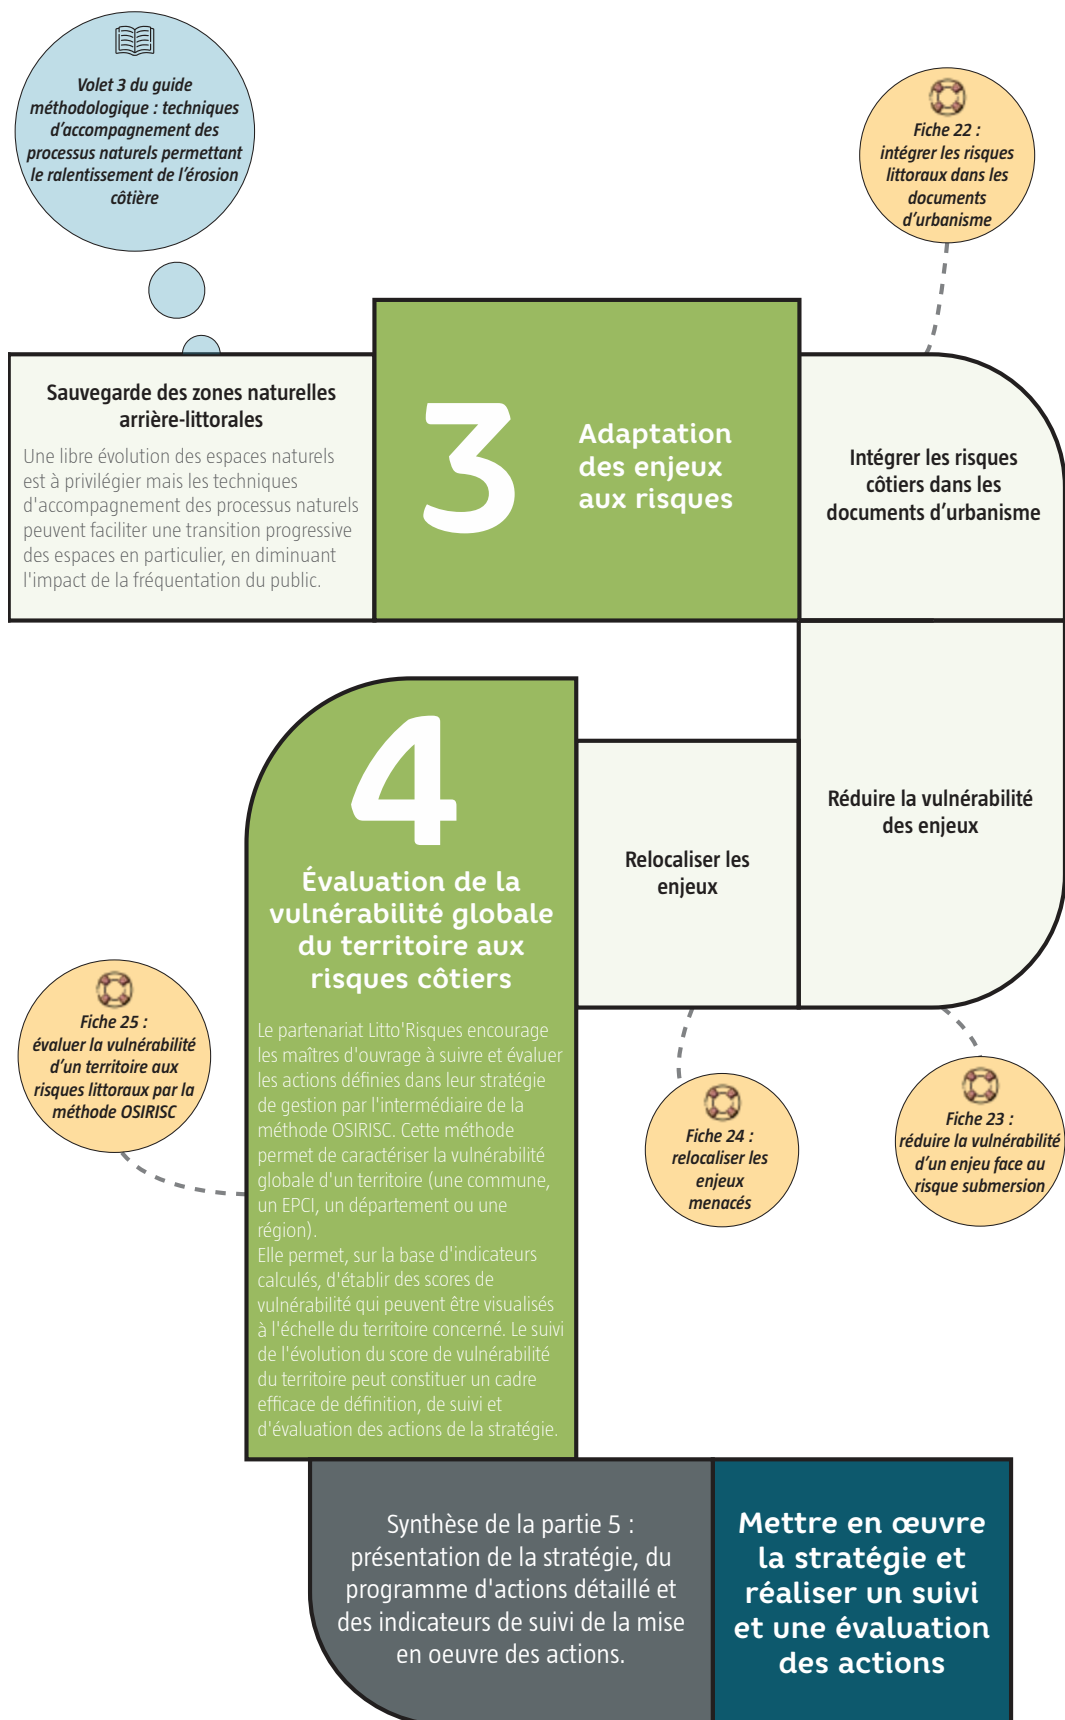 Volet 3 du guide
méthodologique : techniques
d'accompagnement des
processus naturels permettant
le ralentissement de l'érosion
côtière
Fiche 22 :
intégrer les risques
littoraux dans les
documents
d'urbanisme
Sauvegarde des zones naturelles
arrière-littorales
Une libre évolution des espaces naturels
est à privilégier mais les techniques
d'accompagnement des processus naturels
peuvent faciliter une transition progressive
des espaces en particulier, en diminuant
l'impact de la fréquentation du public.
3
Adaptation
des enjeux
aux risques
Intégrer les risques
côtiers dans les
documents d'urbanisme
Réduire la vulnérabilité
des enjeux
Relocaliser les
enjeux
4
Évaluation de la
vulnérabilité globale
du territoire aux
risques côtiers
Le partenariat Litto'Risques encourage
les maîtres d'ouvrage à suivre et évaluer
les actions définies dans leur stratégie
de gestion par l'intermédiaire de la
méthode OSIRISC. Cette méthode
permet de caractériser la vulnérabilité
globale d'un territoire (une commune,
un EPCI, un département ou une
région).
Elle permet, sur la base d'indicateurs
calculés, d'établir des scores de
vulnérabilité qui peuvent être visualisés
à l'échelle du territoire concerné. Le suivi
de l'évolution du score de vulnérabilité
du territoire peut constituer un cadre
efficace de définition, de suivi et
d'évaluation des actions de la stratégie.
Fiche 25 :
évaluer la vulnérabilité
d'un territoire aux
risques littoraux par la
méthode OSIRISC
Fiche 24 :
relocaliser les
enjeux
menacés
Fiche 23 :
réduire la vulnérabilité
d'un enjeu face au
risque submersion
Synthèse de la partie 5 :
présentation de la stratégie, du
programme d'actions détaillé et
des indicateurs de suivi de la mise
en oeuvre des actions.
Mettre en œuvre
la stratégie et
réaliser un suivi
et une évaluation
des actions